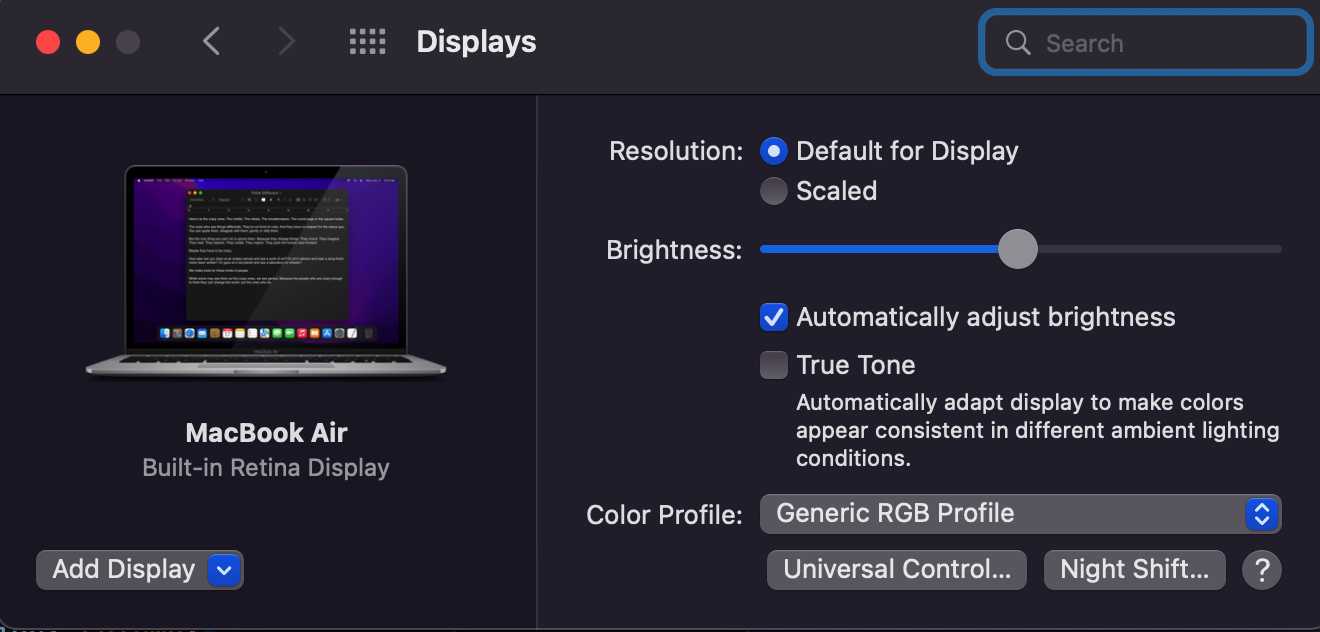 Displays
Search
Resolution:
Default for Display
Scaled
Brightness:
Automatically adjust brightness
True Tone
Automatically adapt display to make colors
appear consistent in different ambient lighting
conditions.
MacBook Air
Built-in Retina Display
Color Profile:
Generic RGB Profile
Add Display
Universal Control...
Night Shift...
?